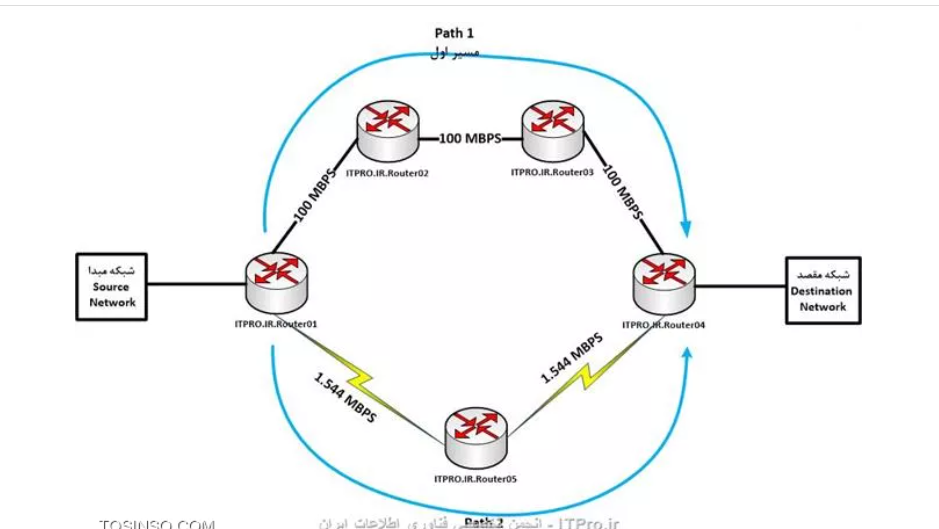 Path 1
مسیر اول
100 MBPS
ITPRO.IR.Router02
ITPRO.IR.Router03
100 MBPS
100 MBPS
شبکه مبدا
Source
Network
شبکه مقصد
Destination
Network
ITPRO.IR.Router01
ITPRO.IR.Router04
1.544 MBPS
1.544 MBPS
ITPRO.IR.Router05
Path 2
TOSINSO.COM
ITPro.ir - انجمن تخصصی فناوری اطلاعات ایران